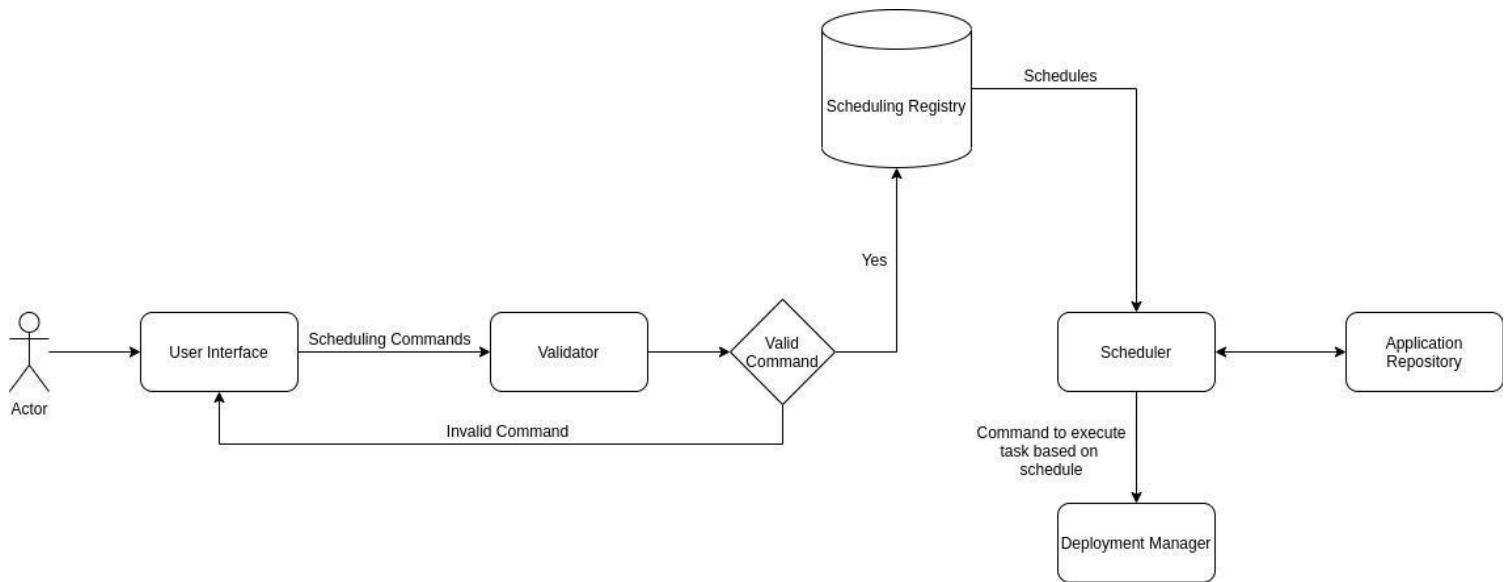 Schedules
Scheduling Registry
Yes
Scheduling Commands
User Interface
Validator
Valid
Command
Scheduler
Application
Repository
Actor
Invalid Command
Command to execute
task based on
schedule
Deployment Manager